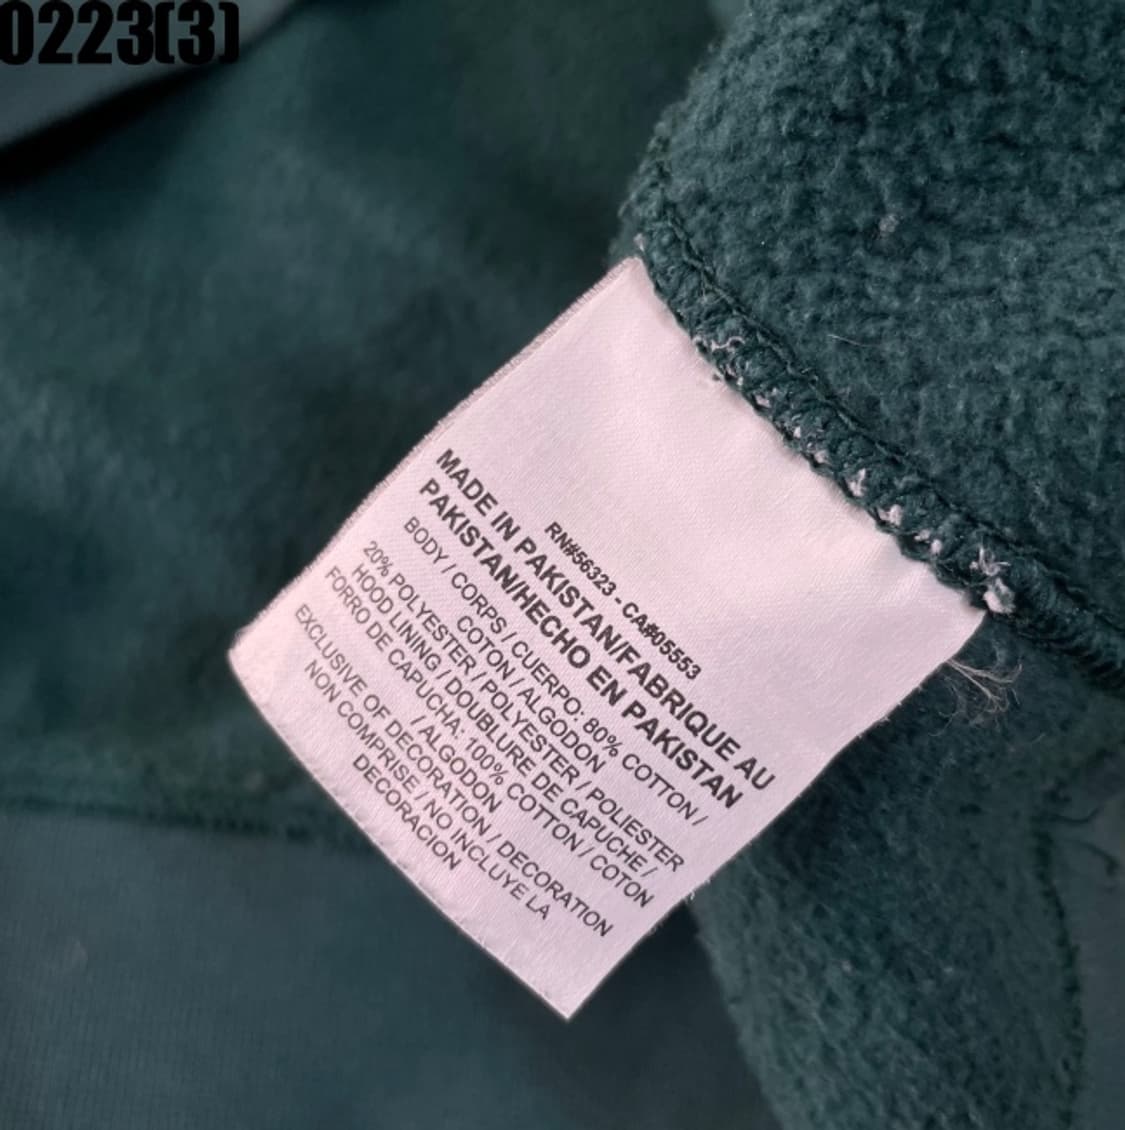 0223(3)
RN#56323 - CA#05553
MADE IN PAKISTAN/FABRIQUE AU
PAKISTAN/HECHO EN PAKISTAN
BODY / CORPS / CUERPO: 80% COTTON /
COTON / ALGODON
20% POLYESTER / POLYESTER / POLIESTER
HOOD LINING / DOUBLURE DE CAPUCHE /
FORRO DE CAPUCHA: 100% COTTON / COTON
/ ALGODON
EXCLUSIVE OF DECORATION / DECORATION
NON COMPRISE / NO INCLUYE LA
DECORACION